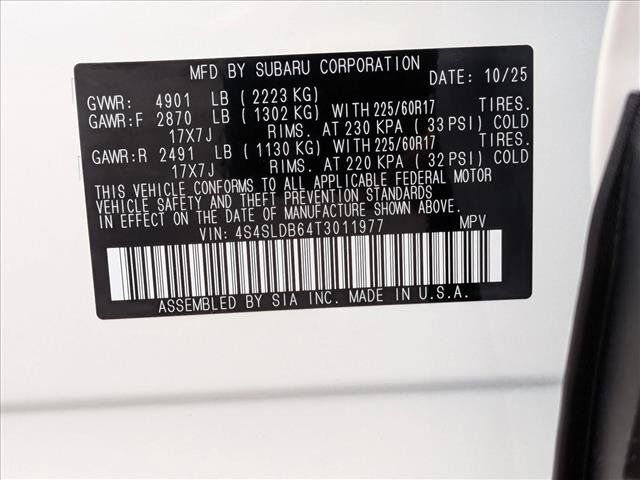 MFD BY SUBARU CORPORATION DATE: 10/25
GVWR: 4901 LB (2223 KG)
GAWR:F 2870 LB (1302 KG) WITH 225/60R17 TIRES.
17X7J RIMS. AT 230 KPA (33 PSI) COLD
GAWR:R 2491 LB (1130 KG) WITH 225/60R17 TIRES.
17X7J RIMS. AT 220 KPA (32 PSI) COLD
THIS VEHICLE CONFORMS TO ALL APPLICABLE FEDERAL MOTOR
VEHICLE SAFETY AND THEFT PREVENTION STANDARDS
IN EFFECT ON THE DATE OF MANUFACTURE SHOWN ABOVE.
VIN: 4S4SLDB64T3011977 MPV
ASSEMBLED BY SIA INC. MADE IN U.S.A.